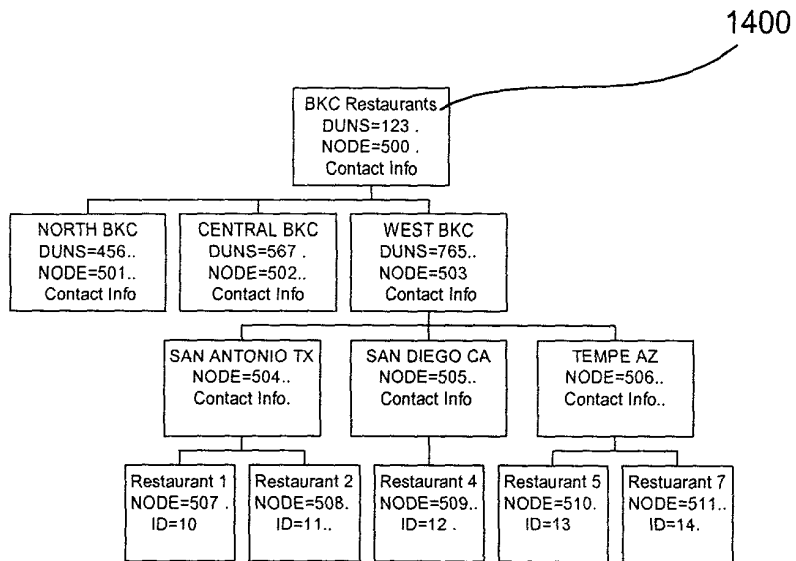 1400
BKC Restaurants
DUNS=123 .
NODE=500 .
Contact Info
NORTH BKC
DUNS=456..
NODE=501..
Contact Info
CENTRAL BKC
DUNS=567 .
NODE=502..
Contact Info
WEST BKC
DUNS=765..
NODE=503
Contact Info
SAN ANTONIO TX
NODE=504..
Contact Info.
SAN DIEGO CA
NODE=505..
Contact Info
TEMPE AZ
NODE=506..
Contact Info..
Restaurant 1
NODE=507 .
ID=10
Restaurant 2
NODE=508.
ID=11..
Restaurant 4
NODE=509..
ID=12 .
Restaurant 5
NODE=510.
ID=13
Restuarant 7
NODE=511..
ID=14.